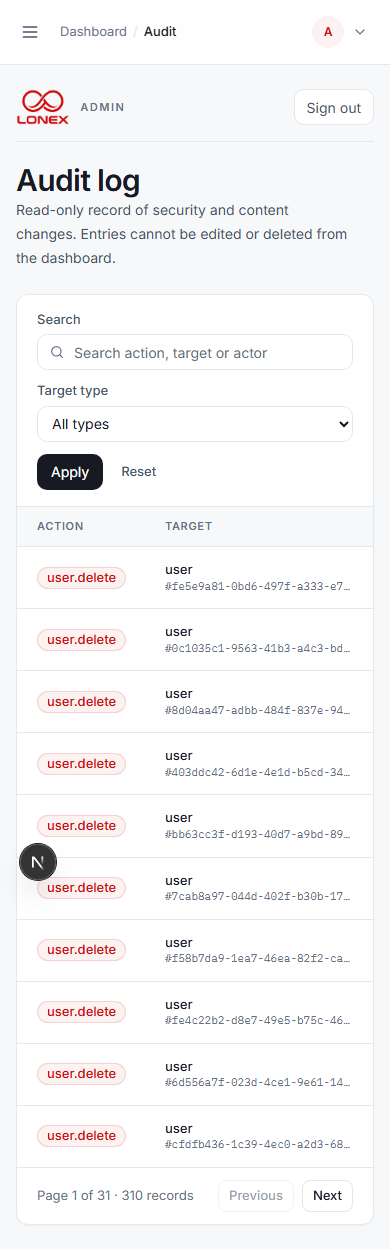 Dashboard / Audit
A
LONEX
ADMIN
Sign out
Audit log
Read-only record of security and content
changes. Entries cannot be edited or deleted from
the dashboard.
Search
Search action, target or actor
Target type
All types
Apply
Reset
ACTION
TARGET
user.delete
user
#fe5e9a81-0bd6-497f-a333-e7…
user.delete
user
#0c1035c1-9563-41b3-a4c3-bd…
user.delete
user
#8d04aa47-adbb-484f-837e-94…
user.delete
user
#403ddc42-6d1e-4e1d-b5cd-34…
user.delete
user
#bb63cc3f-d193-40d7-a9bd-89…
N
user.delete
user
#7cab8a97-044d-402f-b30b-17…
user.delete
user
#f58b7da9-1ea7-46ea-82f2-ca…
user.delete
user
#fe4c22b2-d8e7-49e5-b75c-46…
user.delete
user
#6d556a7f-023d-4ce1-9e61-14…
user.delete
user
#cfdfb436-1c39-4ec0-a2d3-68…
Page 1 of 31 · 310 records
Previous
Next